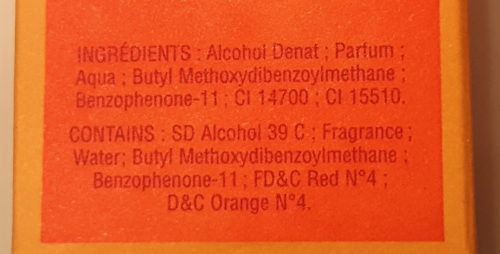 INGRÉDIENTS : Alcohol Denat ; Parfum ;
Aqua ; Butyl Methoxydibenzoylmethane ;
Benzophenone-11 ; CI 14700 ; CI 15510.
CONTAINS : SD Alcohol 39 C ; Fragrance ;
Water; Butyl Methoxydibenzoylmethane ;
Benzophenone-11 ; FD&C Red N°4 ;
D&C Orange N°4.